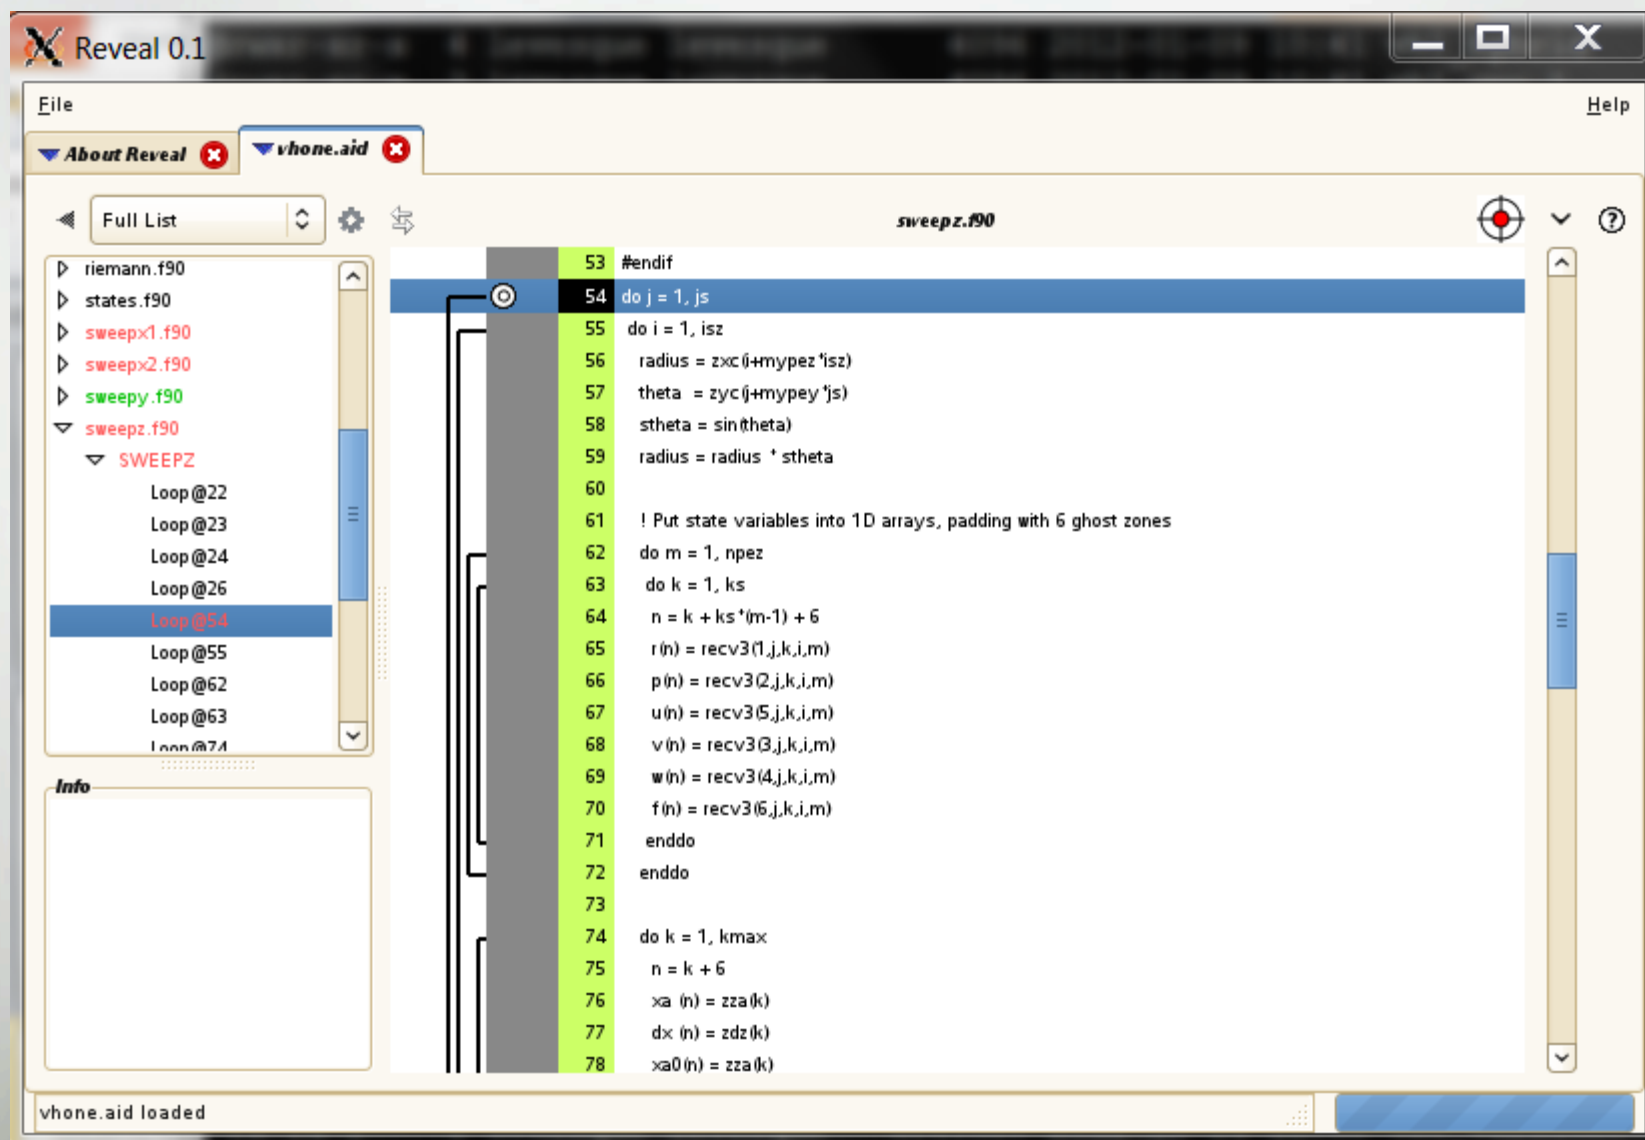 Reveal 0.1
File
Help
About Reveal
vhone.aid
Full List
sweepz.f90
riemann.f90
states.f90
sweepx1.f90
sweepx2.f90
sweepy.f90
sweepz.f90
SWEEPZ
Loop@22
Loop@23
Loop@24
Loop@26
Loop@54
Loop@55
Loop@62
Loop@63
Loop@74
Info
53 #endif
54 do j = 1, js
55 do i = 1, isz
56 radius = zxc(i+mypez*isz)
57 theta = zyc(j+mypey*js)
58 stheta = sin(theta)
59 radius = radius * stheta
60
61 ! Put state variables into 1D arrays, padding with 6 ghost zones
62 do m = 1, npez
63 do k = 1, ks
64 n = k + ks*(m-1) + 6
65 r(n) = recv3(1,j,k,i,m)
66 p(n) = recv3(2,j,k,i,m)
67 u(n) = recv3(5,j,k,i,m)
68 v(n) = recv3(3,j,k,i,m)
69 w(n) = recv3(4,j,k,i,m)
70 f(n) = recv3(6,j,k,i,m)
71 enddo
72 enddo
73
74 do k = 1, kmax
75 n = k + 6
76 xa (n) = zza(k)
77 dx (n) = zdz(k)
78 xa0(n) = zza(k)
vhone.aid loaded